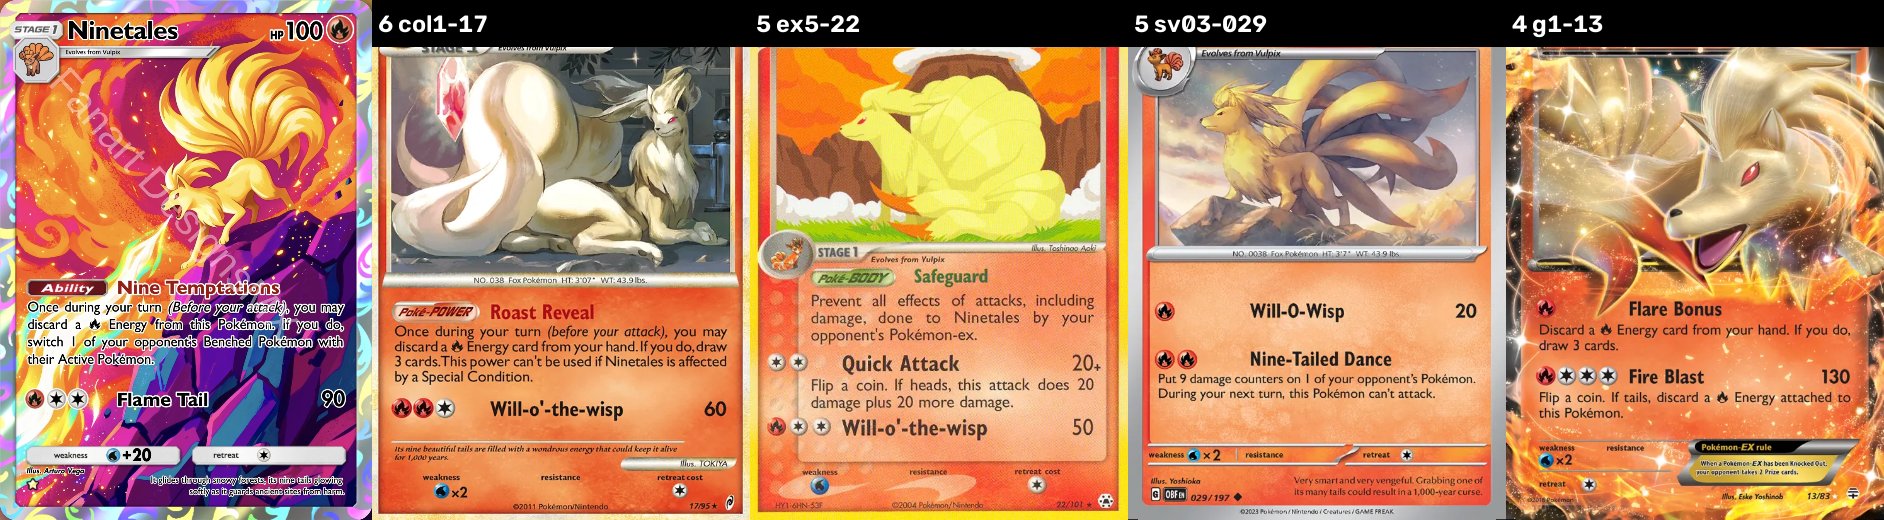 STAGE 1 Ninetales HP 100
Evolves from Vulpix
Fanart Designs
Ability Nine Temptations
Once during your turn (Before your attack), you may
discard a Energy from this Pokémon. If you do,
switch 1 of your opponent's Benched Pokémon with
their Active Pokémon.
Flame Tail 90
weakness +20 retreat
Illus. Arturo Vega
It glides through snowy forests, its nine tails glowing
softly as it guards ancient sites from harm.
6 col1-17
STAGE 1 Evolves from Vulpix
NO. 038 Fox Pokémon HT: 3'07" WT: 43.9 lbs.
Poké-POWER Roast Reveal
Once during your turn (before your attack), you may
discard a Energy card from your hand. If you do, draw
3 cards. This power can't be used if Ninetales is affected
by a Special Condition.
Will-o'-the-wisp 60
Its nine beautiful tails are filled with a wondrous energy that could keep it alive
for 1,000 years.
Illus. TOKIYA
weakness resistance retreat cost
×2
©2011 Pokémon/Nintendo 17/95 ★
5 ex5-22
STAGE 1 Illus. Toshinao Aoki
Evolves from Vulpix
Poké-BODY Safeguard
Prevent all effects of attacks, including
damage, done to Ninetales by your
opponent's Pokémon-ex.
Quick Attack 20+
Flip a coin. If heads, this attack does 20
damage plus 20 more damage.
Will-o'-the-wisp 50
weakness resistance retreat cost
©2004 Pokémon/Nintendo 22/101 ★
5 sv03-029
Evolves from Vulpix
NO. 0038 Fox Pokémon HT: 3'7" WT: 43.9 lbs.
Will-O-Wisp 20
Nine-Tailed Dance
Put 9 damage counters on 1 of your opponent's Pokémon.
During your next turn, this Pokémon can't attack.
weakness ×2 resistance retreat
Illus. Yoshioka
G OBF EN 029/197 ◆
Very smart and very vengeful. Grabbing one of
its many tails could result in a 1,000-year curse.
©2023 Pokémon / Nintendo / Creatures / GAME FREAK
4 g1-13
Flare Bonus
Discard a Energy card from your hand. If you do,
draw 3 cards.
Fire Blast 130
Flip a coin. If tails, discard a Energy attached to
this Pokémon.
weakness resistance
×2
retreat
Pokémon-EX rule
When a Pokémon-EX has been Knocked Out,
your opponent takes 2 Prize cards.
Illus. Eske Yoshinob 13/83